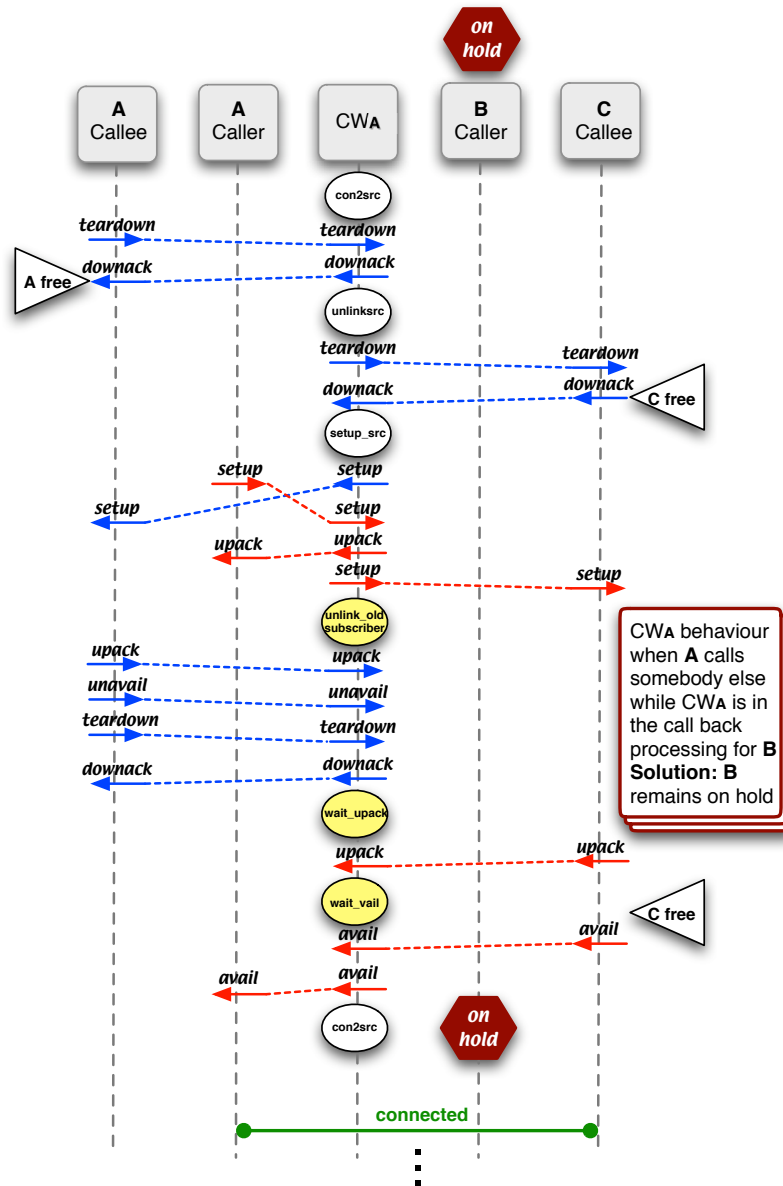 on
hold
A
Callee
A
Caller
CWA
B
Caller
C
Callee
con2src
teardown
teardown
downack
downack
A free
unlinksrc
teardown
teardown
downack
downack
C free
setup_src
setup
setup
setup
setup
upack
upack
setup
setup
unlink_old
subscriber
CWA behaviour
when A calls
somebody else
while CWA is in
the call back
processing for B
Solution: B
remains on hold
upack
upack
unavail
unavail
teardown
teardown
downack
downack
wait_upack
upack
upack
wait_vail
C free
avail
avail
avail
avail
con2src
on
hold
connected